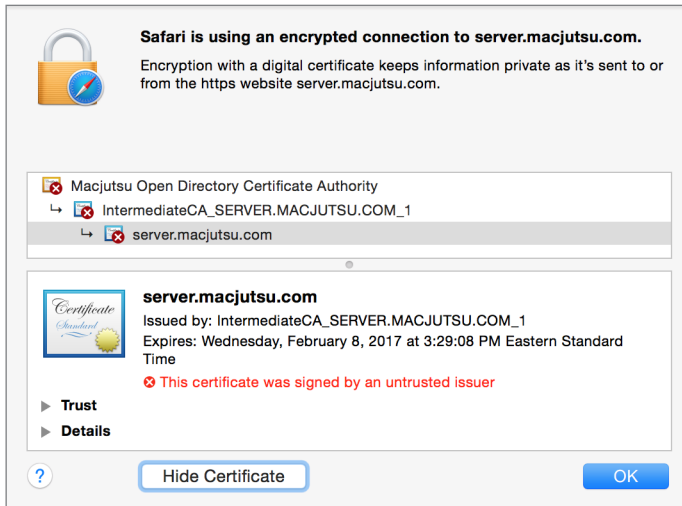 Safari is using an encrypted connection to server.macjutsu.com.
Encryption with a digital certificate keeps information private as it's sent to or
from the https website server.macjutsu.com.
Macjutsu Open Directory Certificate Authority
IntermediateCA_SERVER.MACJUTSU.COM_1
server.macjutsu.com
Certificate
Standard
server.macjutsu.com
Issued by: IntermediateCA_SERVER.MACJUTSU.COM_1
Expires: Wednesday, February 8, 2017 at 3:29:08 PM Eastern Standard
Time
This certificate was signed by an untrusted issuer
Trust
Details
?
Hide Certificate
OK